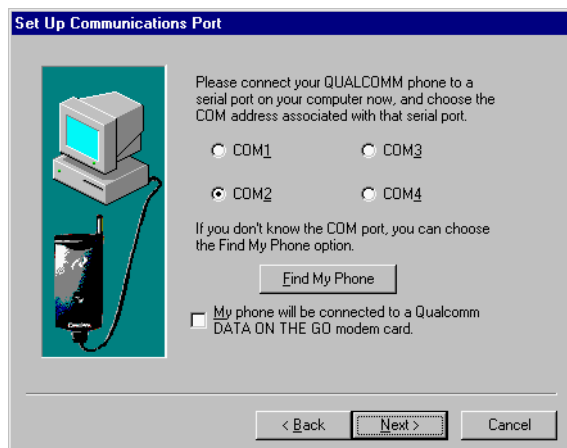 Set Up Communications Port
Please connect your QUALCOMM phone to a
serial port on your computer now, and choose the
COM address associated with that serial port.
COM1 COM3
COM2 COM4
If you don't know the COM port, you can choose
the Find My Phone option.
Find My Phone
My phone will be connected to a Qualcomm
DATA ON THE GO modem card.
< Back Next > Cancel